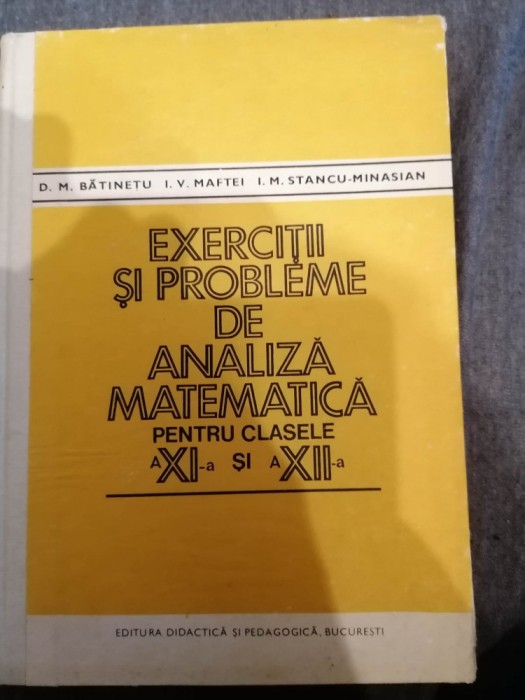 D. M. BĂTINEȚU I. V. MAFTEI I. M. STANCU-MINASIAN
EXERCIȚII
ȘI PROBLEME
DE
ANALIZĂ
MATEMATICĂ
PENTRU CLASELE
A XI-a ȘI A XII-a
EDITURA DIDACTICĂ ȘI PEDAGOGICĂ, BUCUREȘTI